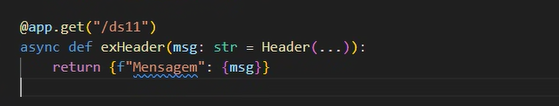 @app.get("/ds11")
async def exHeader(msg: str = Header(...)):
    return {f"Mensagem": {msg}}